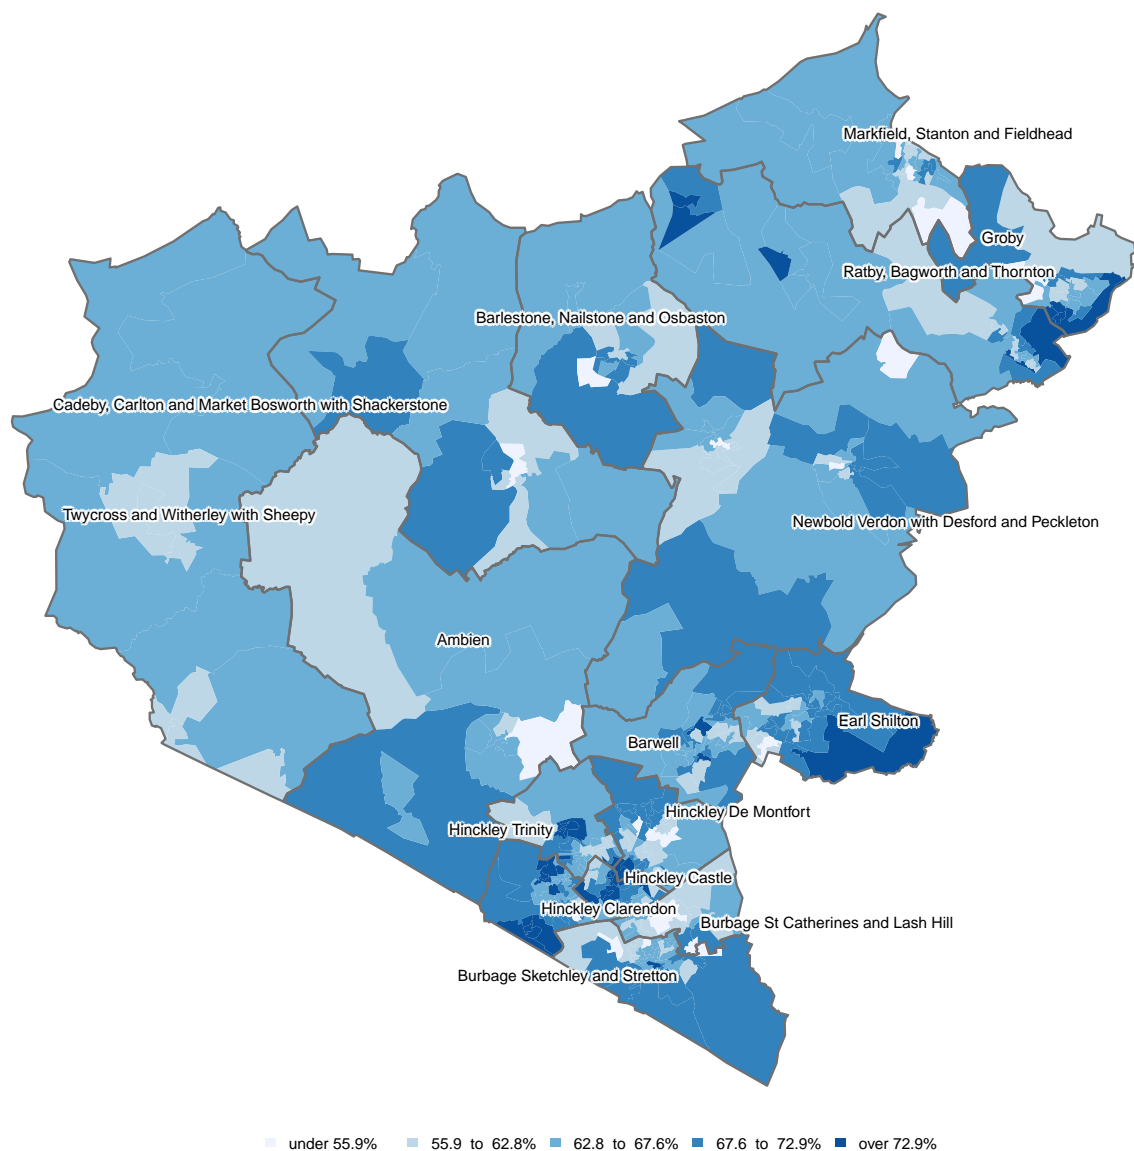 Markfield, Stanton and Fieldhead
Groby
Ratby, Bagworth and Thornton
Barlestone, Nailstone and Osbaston
Cadeby, Carlton and Market Bosworth with Shackerstone
Twycross and Witherley with Sheepy
Newbold Verdon with Desford and Peckleton
Ambien
Earl Shilton
Barwell
Hinckley De Montfort
Hinckley Trinity
Hinckley Castle
Hinckley Clarendon
Burbage St Catherines and Lash Hill
Burbage Sketchley and Stretton
under 55.9% 55.9 to 62.8% 62.8 to 67.6% 67.6 to 72.9% over 72.9%